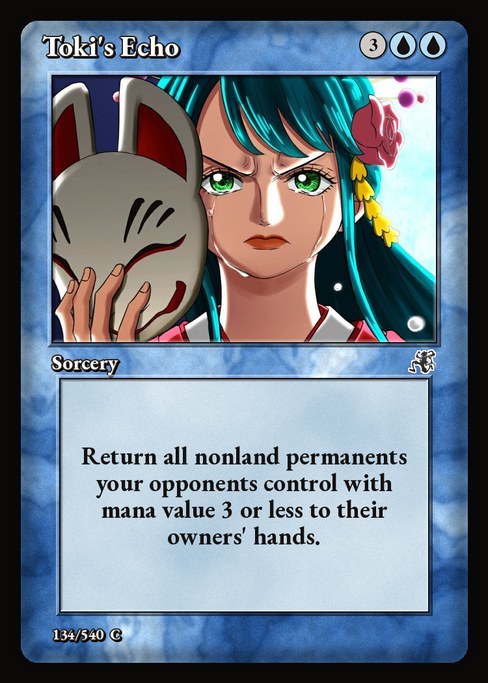 Toki's Echo 3
Sorcery
Return all nonland permanents
your opponents control with
mana value 3 or less to their
owners' hands.
134/540 C